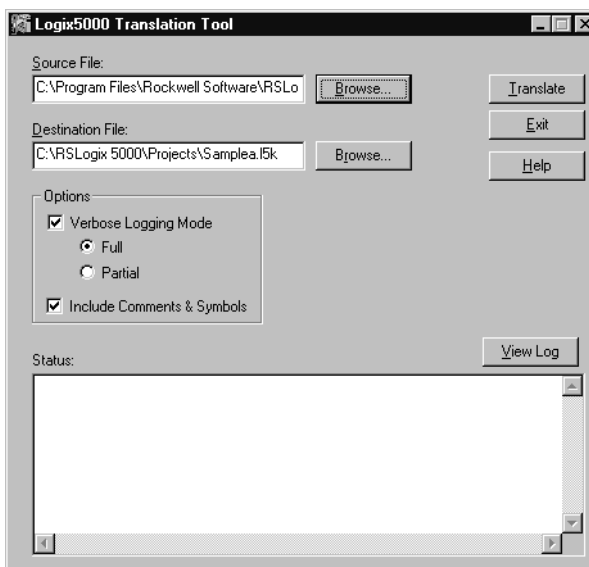 Logix5000 Translation Tool
Source File:
C:\Program Files\Rockwell Software\RSLo
Browse...
Translate
Exit
Destination File:
C:\RSLogix 5000\Projects\Samplea.l5k
Browse...
Help
Options
Verbose Logging Mode
Full
Partial
Include Comments & Symbols
View Log
Status: